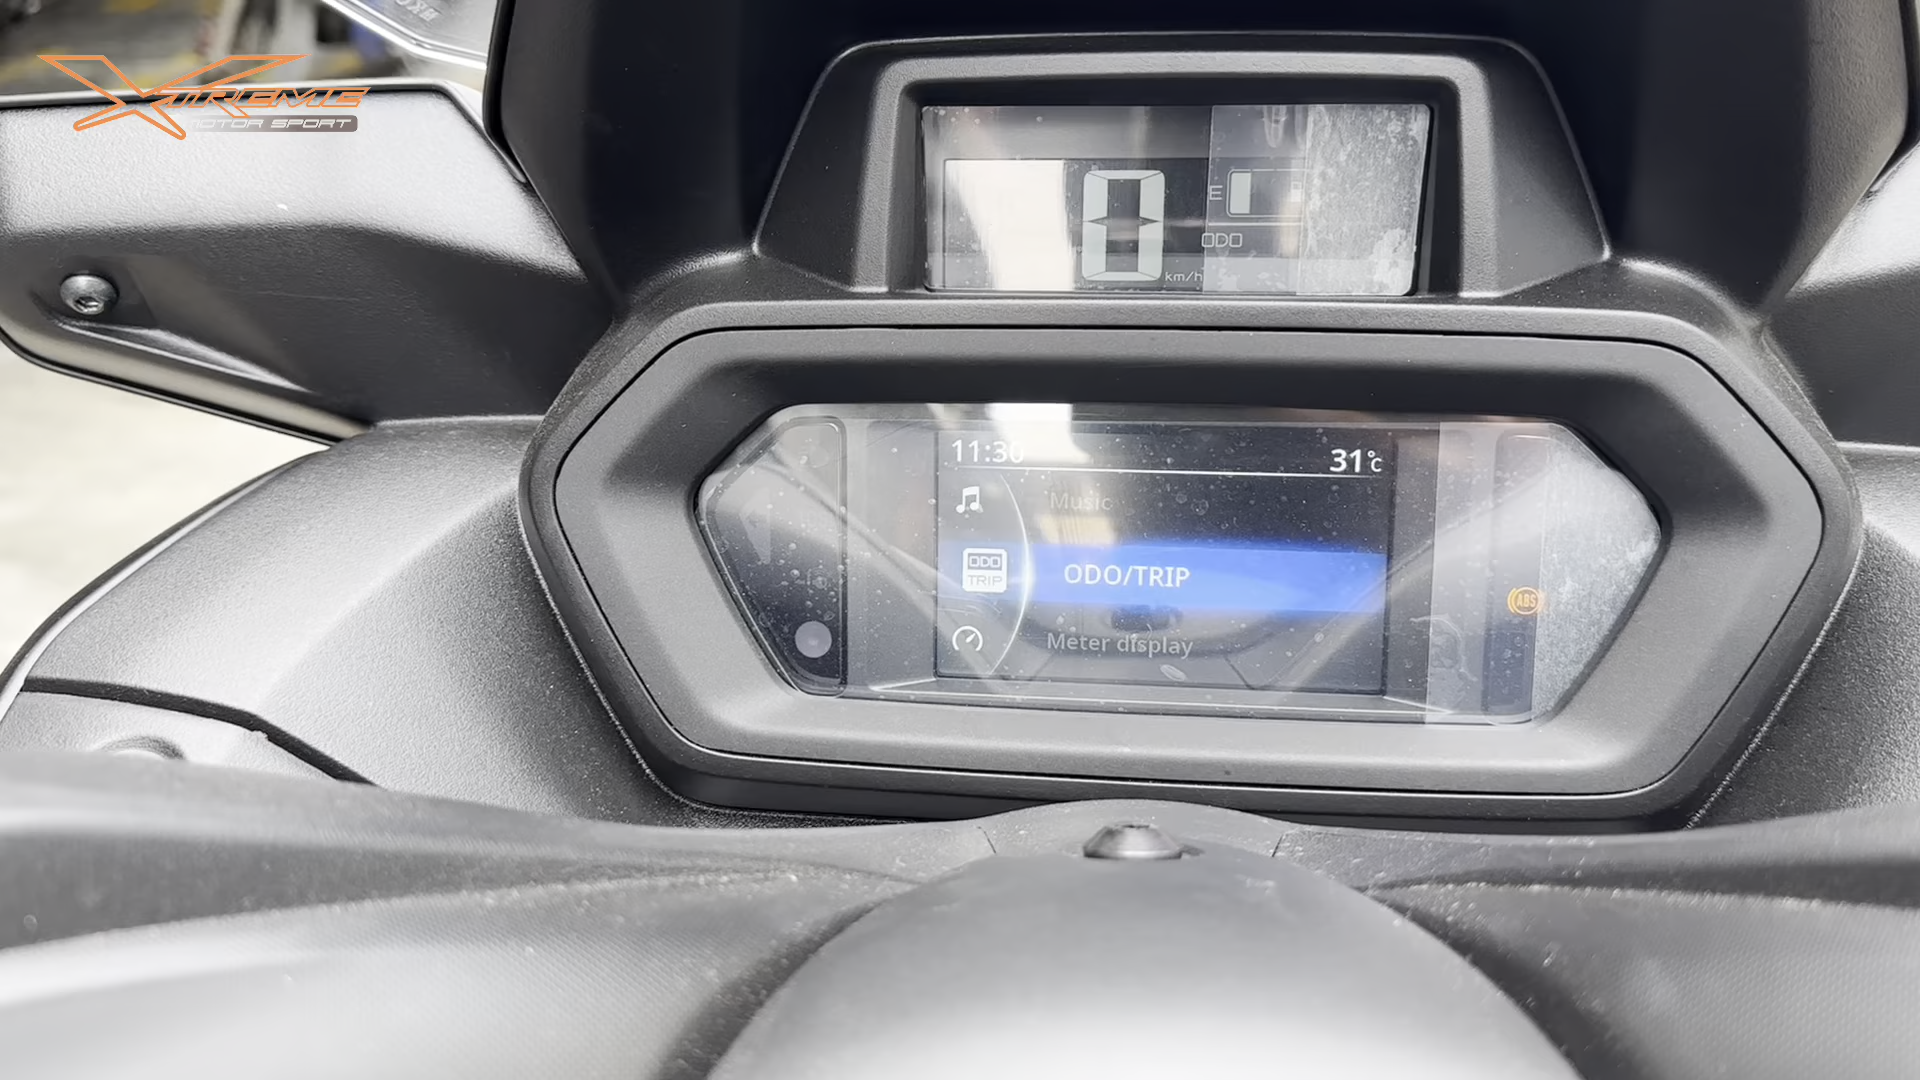 XTREME
MOTOR SPORT
0
km/h
E
ODO
11:30
31°c
Music
ODO
TRIP
ODO/TRIP
Meter display
ABS